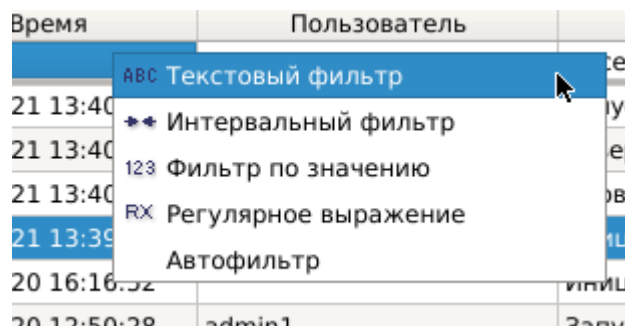 Время Пользователь
ABC Текстовый фильтр
21 13:40
Интервальный фильтр
21 13:40
123 Фильтр по значению
21 13:40
RX Регулярное выражение
21 13:39
Автофильтр
20 16:16:52
20 12:50:28 admin1 Запу